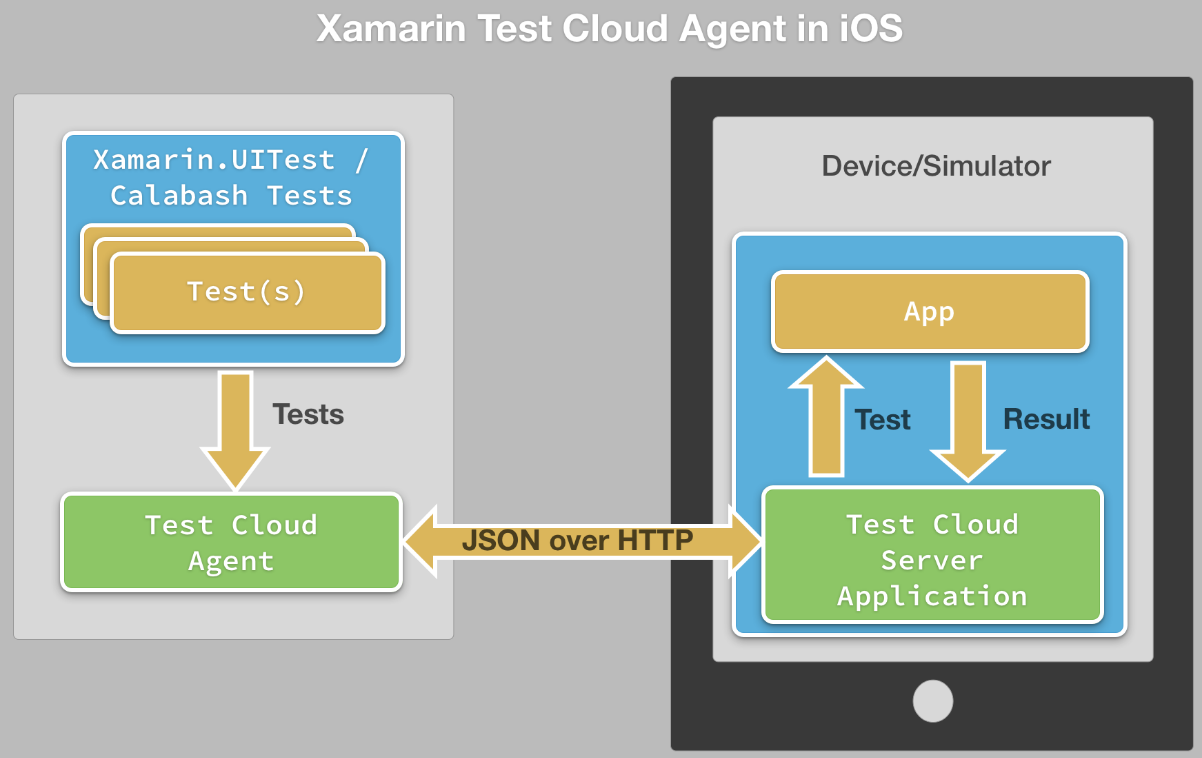 Xamarin Test Cloud Agent in iOS
Xamarin.UITest /
Calabash Tests
Test(s)
Tests
Test Cloud
Agent
JSON over HTTP
Device/Simulator
App
Test
Result
Test Cloud
Server
Application